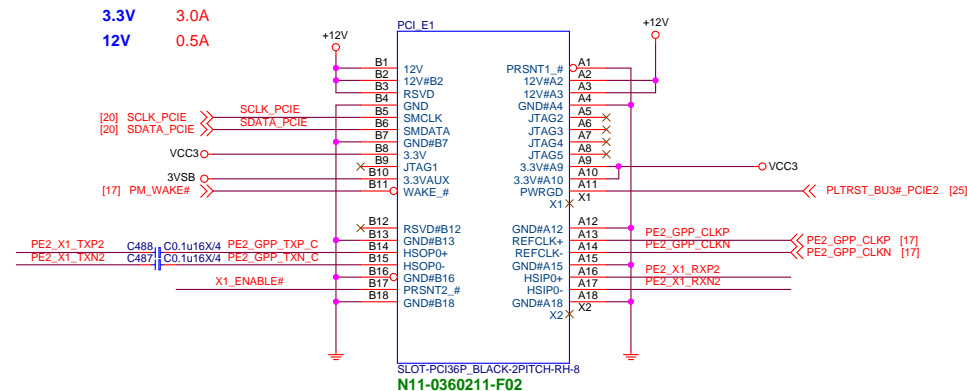 3.3V 3.0A
12V 0.5A
PCI_E1
+12V
+12V
B1 12V
B2 12V#B2
B3 RSVD
B4 GND
[20] SCLK_PCIE SCLK_PCIE B5 SMCLK
[20] SDATA_PCIE SDATA_PCIE B6 SMDATA
B7 GND#B7
VCC3 B8 3.3V
B9 JTAG1
3VSB B10 3.3VAUX
[17] PM_WAKE# B11 WAKE_#
B12 RSVD#B12
B13 GND#B13
PE2_X1_TXP2 C488 C0.1u16X/4 PE2_GPP_TXP_C B14 HSOP0+
PE2_X1_TXN2 C487 C0.1u16X/4 PE2_GPP_TXN_C B15 HSOP0-
B16 GND#B16
X1_ENABLE# B17 PRSNT2_#
B18 GND#B18
PRSNT1_# A1
12V#A2 A2
12V#A3 A3
GND#A4 A4
JTAG2 A5
JTAG3 A6
JTAG4 A7
JTAG5 A8
3.3V#A9 A9 VCC3
3.3V#A10 A10
PWRGD A11 PLTRST_BU3#_PCIE2 [25]
X1 X1
GND#A12 A12
REFCLK+ A13 PE2_GPP_CLKP PE2_GPP_CLKP [17]
REFCLK- A14 PE2_GPP_CLKN PE2_GPP_CLKN [17]
GND#A15 A15
HSIP0+ A16 PE2_X1_RXP2
HSIP0- A17 PE2_X1_RXN2
GND#A18 A18
X2 X2
SLOT-PCI36P_BLACK-2PITCH-RH-8
N11-0360211-F02